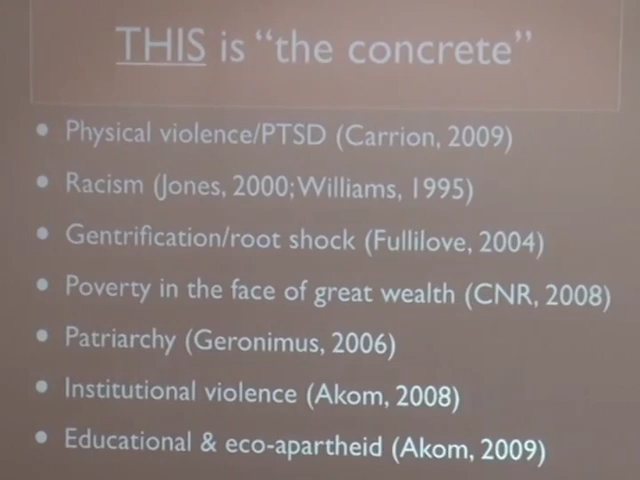 THIS is “the concrete”
• Physical violence/PTSD (Carrion, 2009)
• Racism (Jones, 2000; Williams, 1995)
• Gentrification/root shock (Fullilove, 2004)
• Poverty in the face of great wealth (CNR, 2008)
• Patriarchy (Geronimus, 2006)
• Institutional violence (Akom, 2008)
• Educational & eco-apartheid (Akom, 2009)